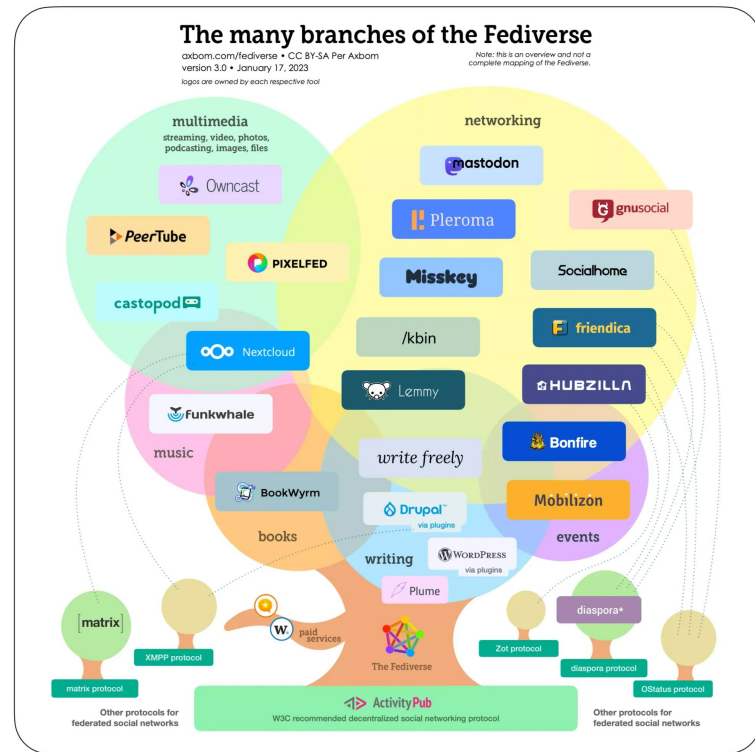 The many branches of the Fediverse
axbom.com/fediverse • CC BY-SA Per Axbom
version 3.0 • January 17, 2023
logos are owned by each respective tool
Note: this is an overview and not a
complete mapping of the Fediverse.
multimedia
streaming, video, photos,
podcasting, images, files
networking
mastodon
Owncast
gnusocial
Pleroma
PeerTube
PIXELFED
Misskey
Socialhome
castopod
/kbin
friendica
Nextcloud
Lemmy
HUBZILLA
funkwhale
music
write freely
Bonfire
BookWyrm
Drupal™
via plugins
Mobilizon
books
writing
WORDPRESS
via plugins
events
Plume
[matrix]
matrix protocol
XMPP protocol
W.
paid
services
The Fediverse
Zot protocol
diaspora*
diaspora protocol
OStatus protocol
Other protocols for
federated social networks
ActivityPub
W3C recommended decentralized social networking protocol
Other protocols for
federated social networks